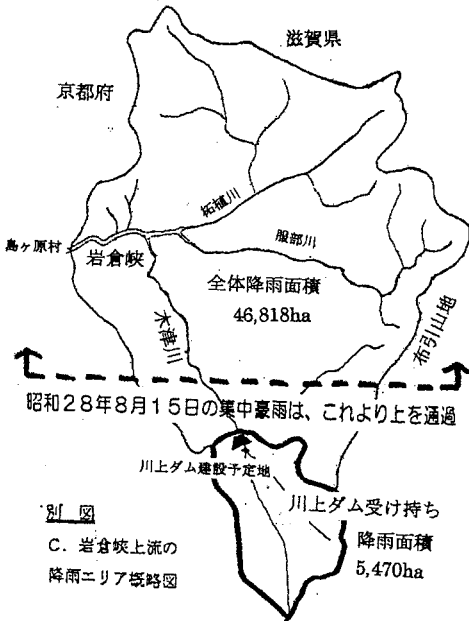 滋賀県
京都府
柘植川
島ヶ原村
岩倉峡
服部川
全体降雨面積
46,818ha
木津川
布引山地
昭和28年8月15日の集中豪雨は、これより上を通過
川上ダム建設予定地
川上ダム受け持ち
降雨面積
5,470ha
別図
C. 岩倉峡上流の
降雨エリア概略図